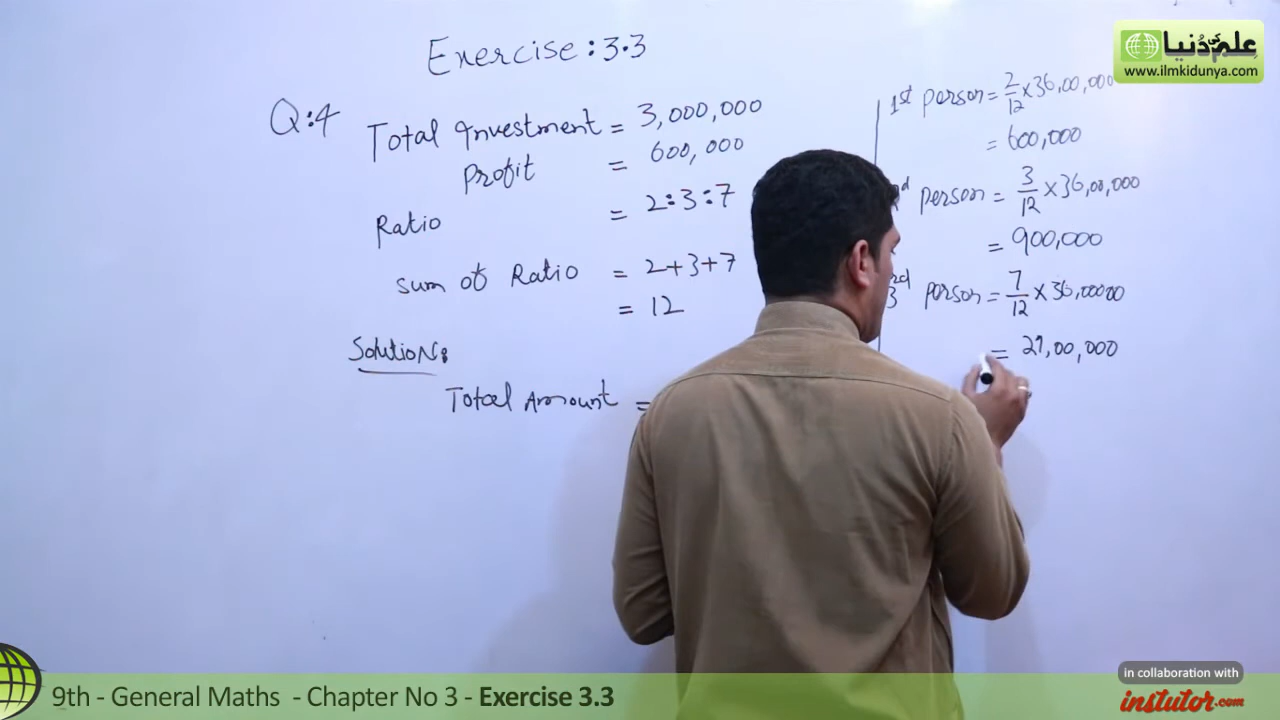 Exercise: 3.3
Q:4
Total Investment = 3,000,000
Profit = 600,000
Ratio = 2:3:7
sum of Ratio = 2+3+7
= 12
Solution:
Total Amount =
1st person = 2/12 × 36,00,000
= 600,000
person = 3/12 × 36,00,000
= 900,000
3rd person = 7/12 × 36,00000
= 21,00,000
علم کی دُنیا
www.ilmkidunya.com
9th - General Maths - Chapter No 3 - Exercise 3.3
in collaboration with
instutor.com